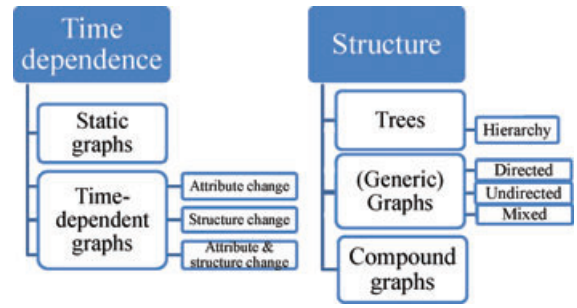 Time
dependence
Static
graphs
Time-
dependent
graphs
Attribute change
Structure change
Attribute &
structure change
Structure
Trees
Hierarchy
(Generic)
Graphs
Directed
Undirected
Mixed
Compound
graphs